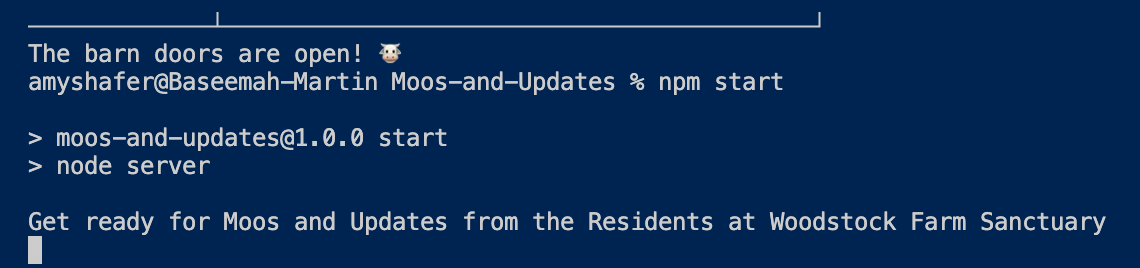 The barn doors are open! 🐮
amyshafer@Baseemah-Martin Moos-and-Updates % npm start
> moos-and-updates@1.0.0 start
> node server
Get ready for Moos and Updates from the Residents at Woodstock Farm Sanctuary